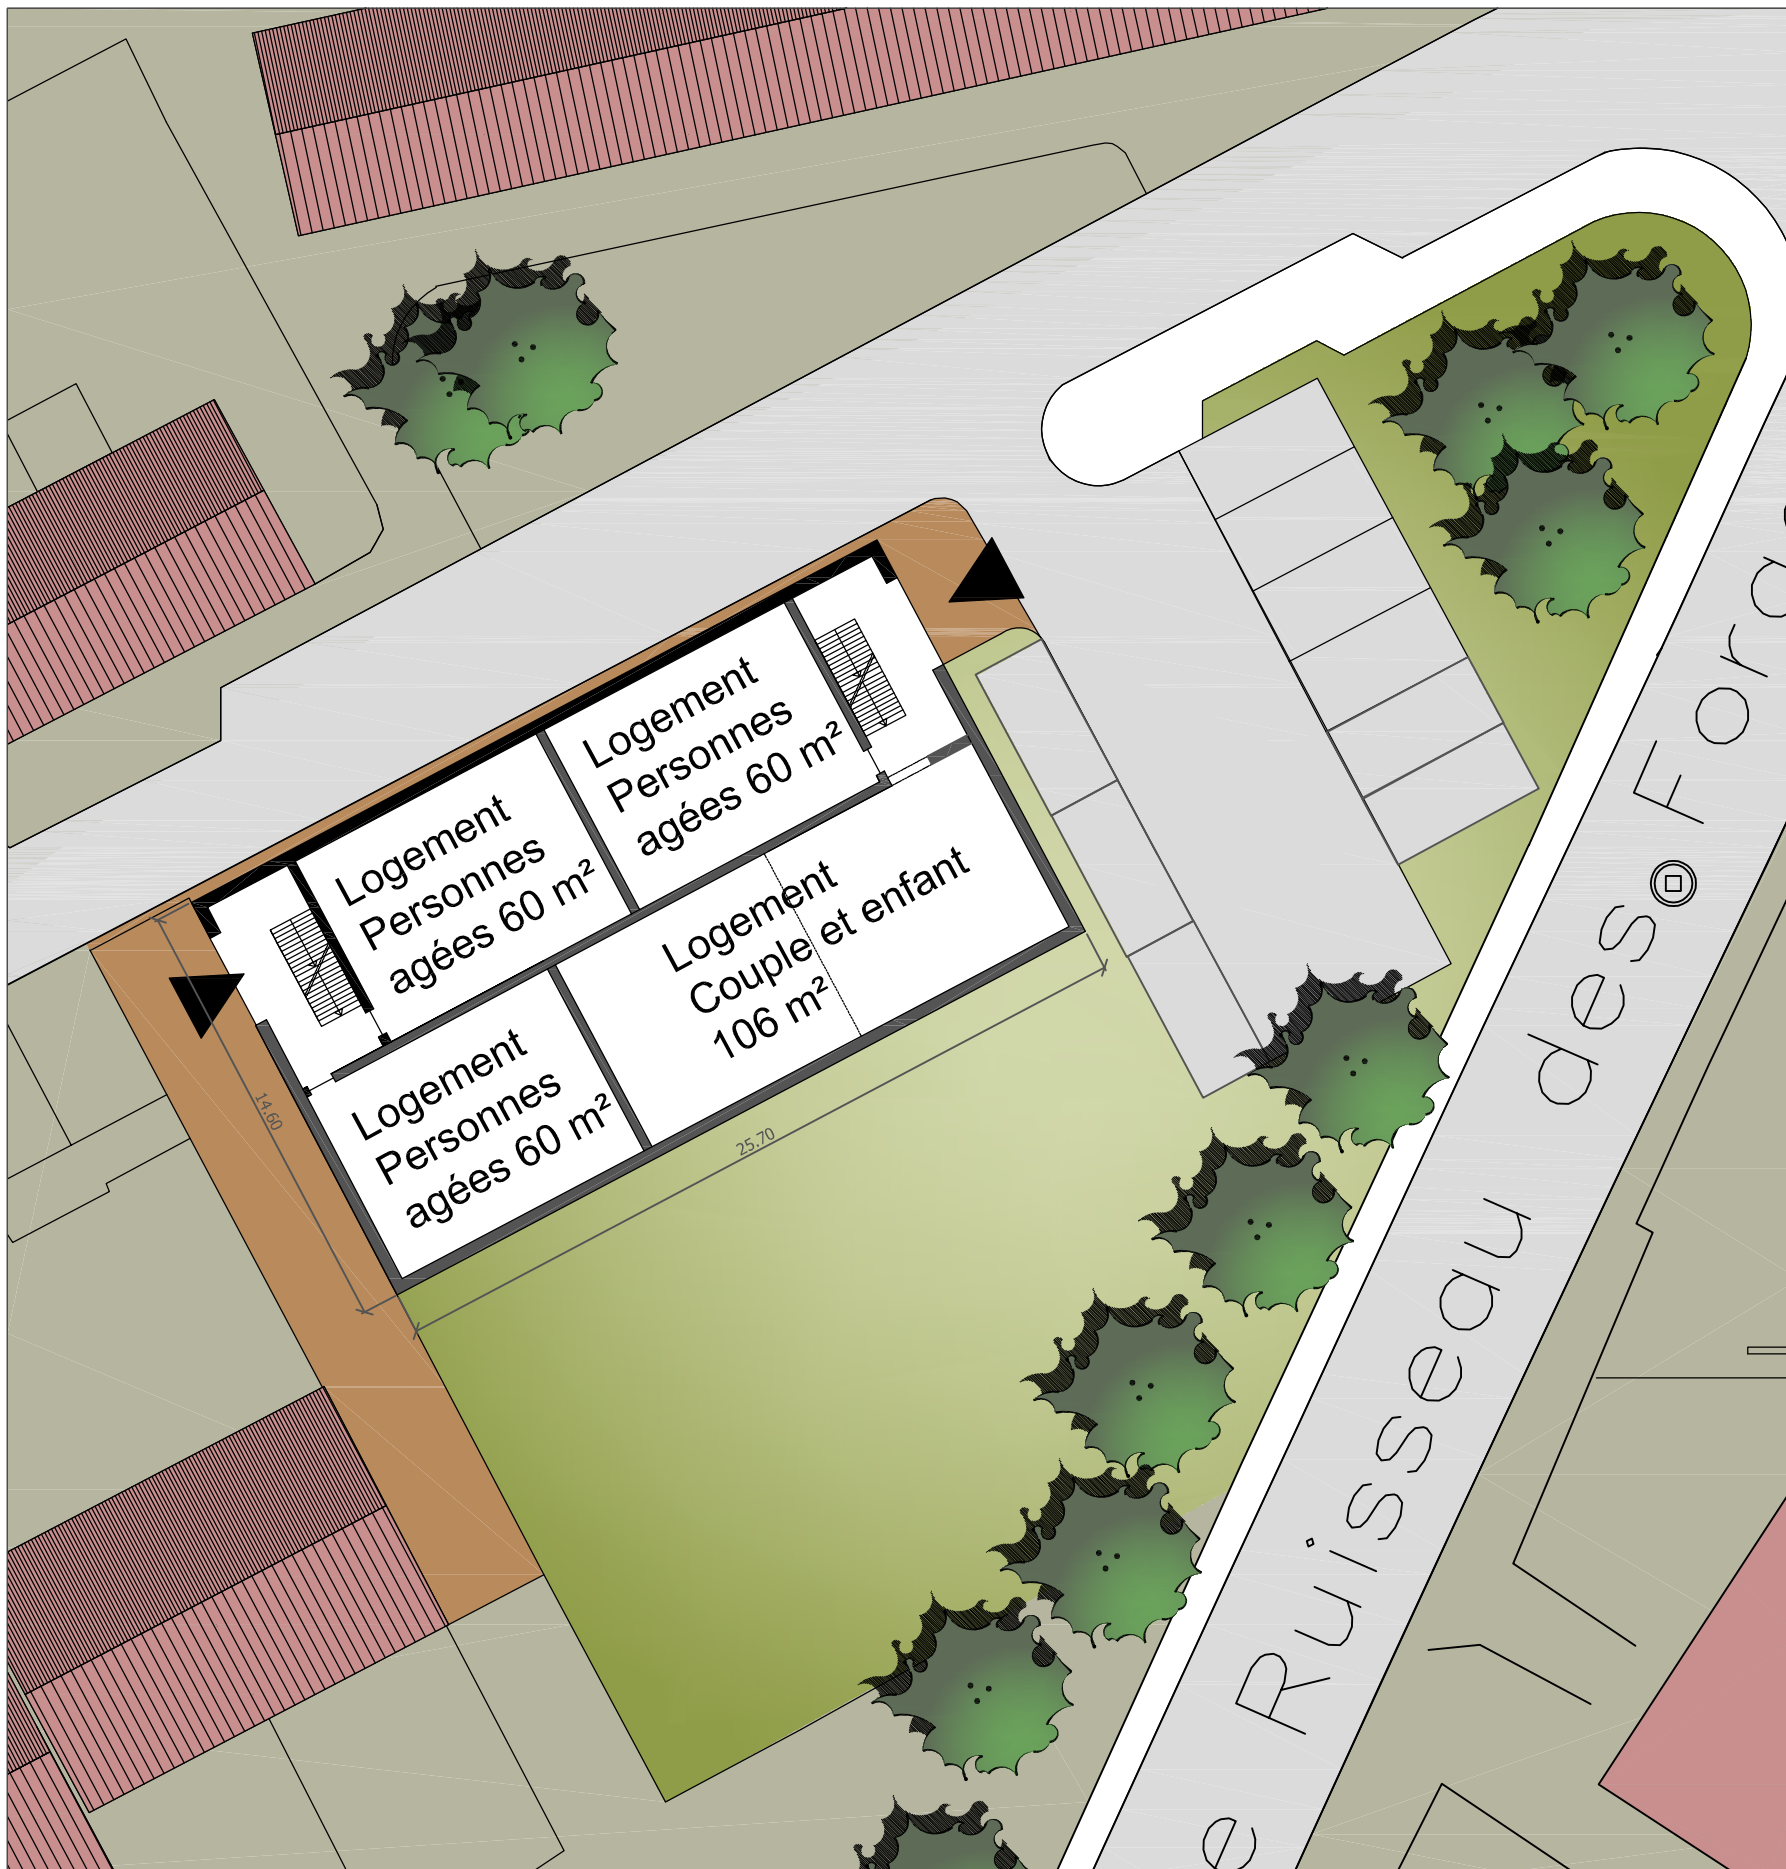 Logement
Personnes
agées 60 m²
Logement
Personnes
agées 60 m²
Logement
Couple et enfant
106 m²
Logement
Personnes
agées 60 m²
14.60
25.70
e Ruisseau des Forg